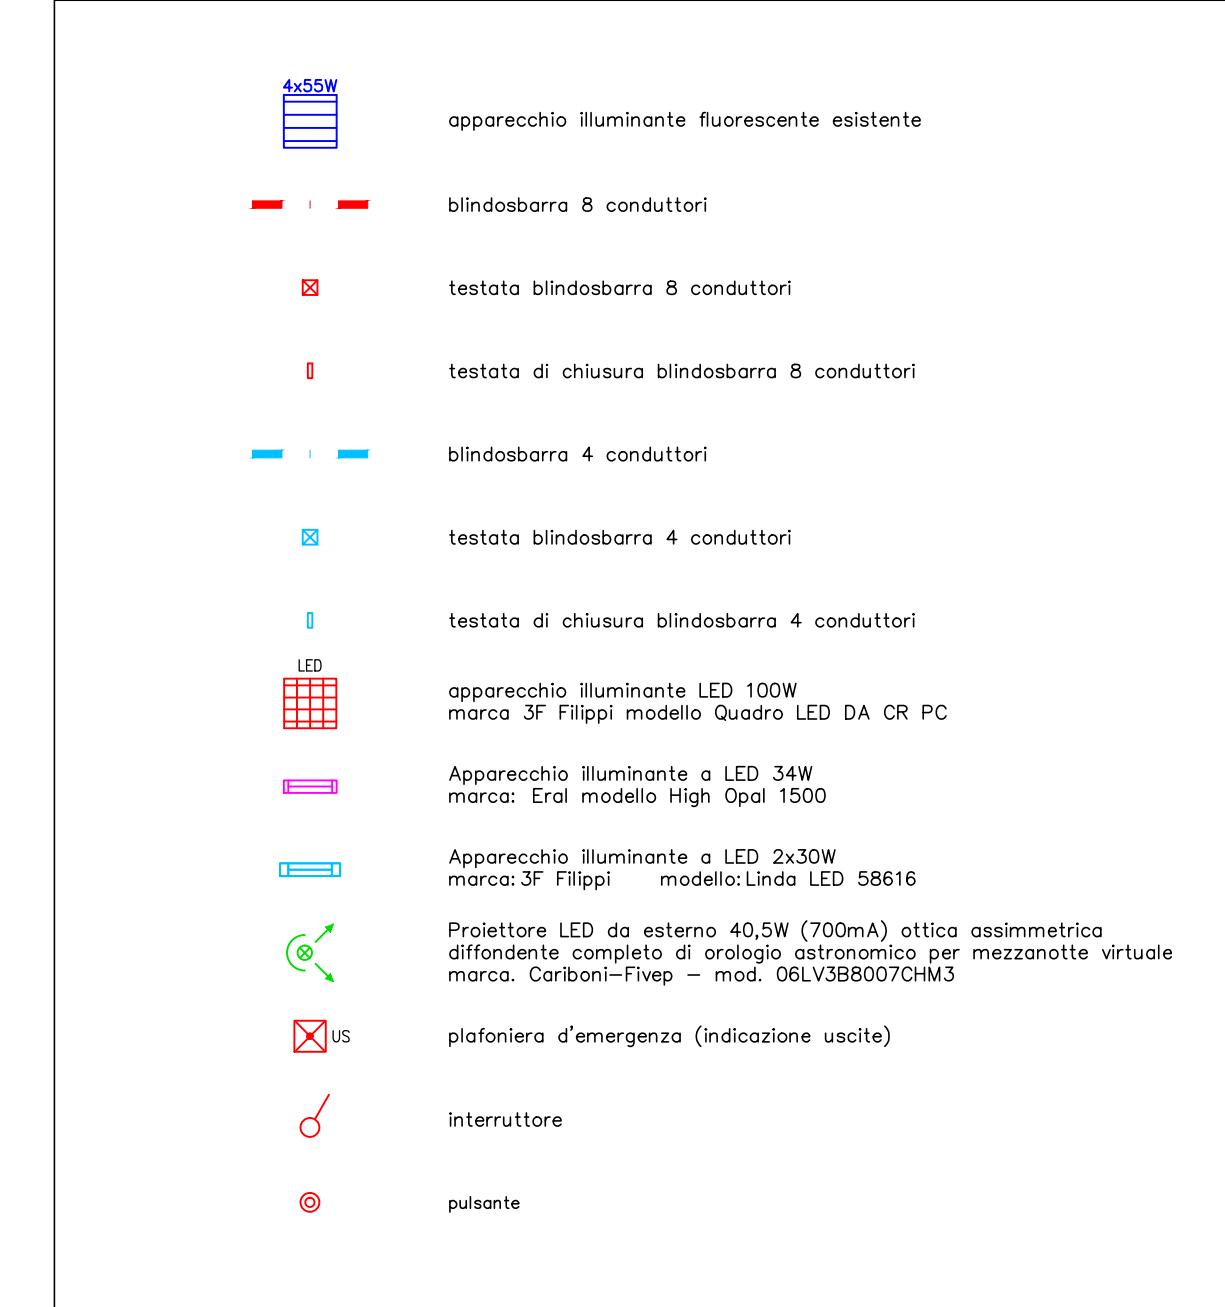 4x55W
apparecchio illuminante fluorescente esistente
blindosbarra 8 conduttori
testata blindosbarra 8 conduttori
testata di chiusura blindosbarra 8 conduttori
blindosbarra 4 conduttori
testata blindosbarra 4 conduttori
testata di chiusura blindosbarra 4 conduttori
LED
apparecchio illuminante LED 100W
marca 3F Filippi modello Quadro LED DA CR PC
Apparecchio illuminante a LED 34W
marca: Eral modello High Opal 1500
Apparecchio illuminante a LED 2x30W
marca: 3F Filippi modello: Linda LED 58616
Proiettore LED da esterno 40,5W (700mA) ottica assimmetrica
diffondente completo di orologio astronomico per mezzanotte virtuale
marca. Cariboni-Fivep - mod. 06LV3B8007CHM3
US
plafoniera d'emergenza (indicazione uscite)
interruttore
pulsante